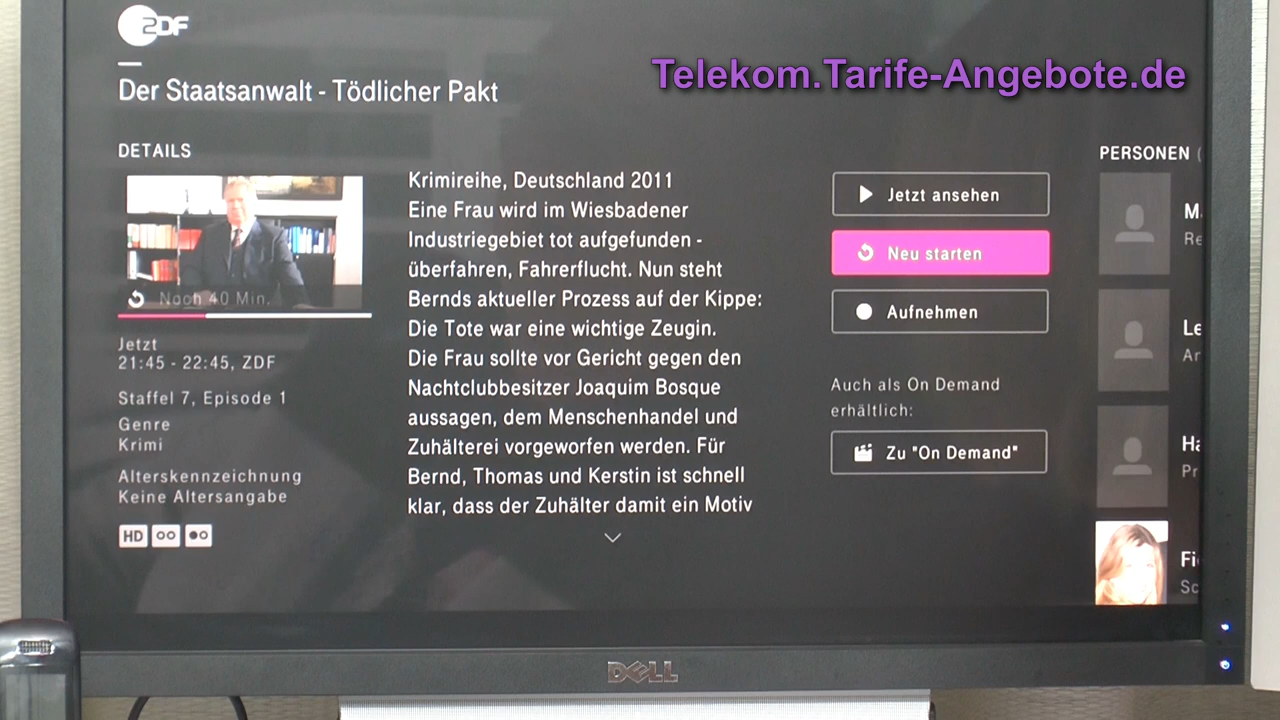 ZDF
Telekom.Tarife-Angebote.de
Der Staatsanwalt - Tödlicher Pakt
DETAILS
Noch 40 Min.
Jetzt
21:45 - 22:45, ZDF
Staffel 7, Episode 1
Genre
Krimi
Alterskennzeichnung
Keine Altersangabe
HD
Krimireihe, Deutschland 2011
Eine Frau wird im Wiesbadener
Industriegebiet tot aufgefunden -
überfahren, Fahrerflucht. Nun steht
Bernds aktueller Prozess auf der Kippe:
Die Tote war eine wichtige Zeugin.
Die Frau sollte vor Gericht gegen den
Nachtclubbesitzer Joaquim Bosque
aussagen, dem Menschenhandel und
Zuhälterei vorgeworfen werden. Für
Bernd, Thomas und Kerstin ist schnell
klar, dass der Zuhälter damit ein Motiv
Jetzt ansehen
Neu starten
Aufnehmen
Auch als On Demand
erhältlich:
Zu "On Demand"
PERSONEN (
DELL